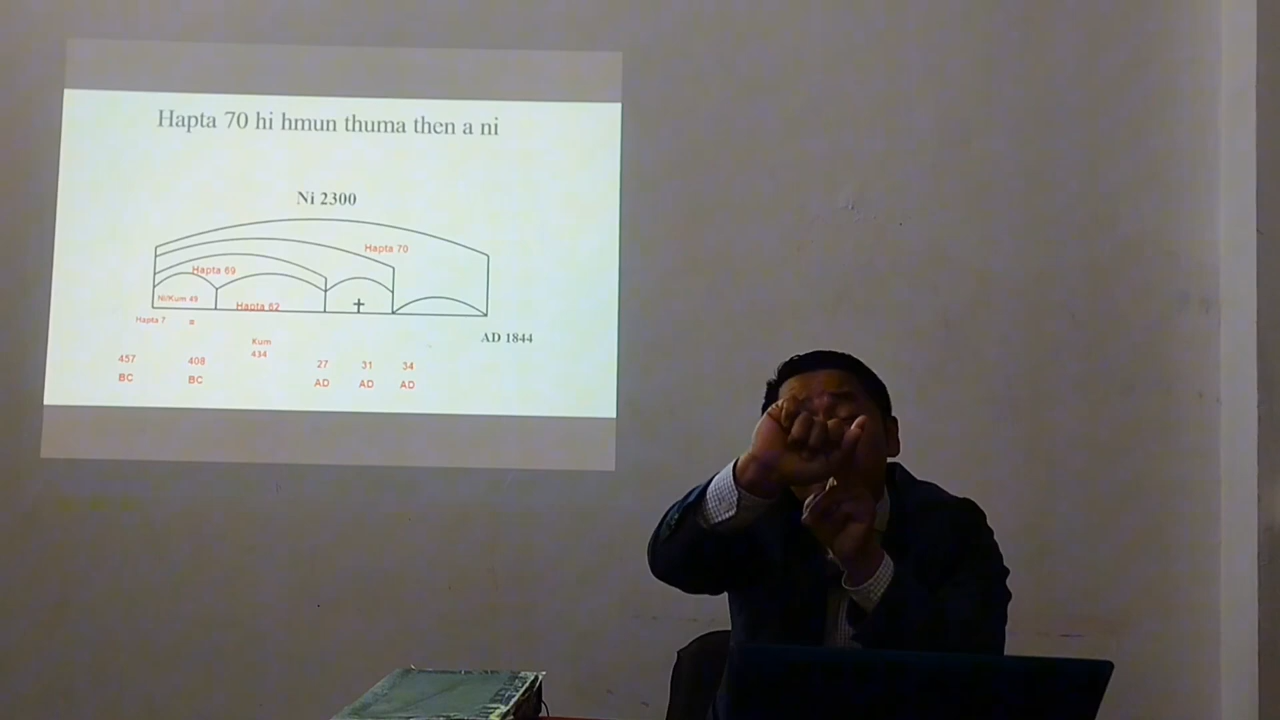 Hapta 70 hi hmun thuma then a ni
Ni 2300
Hapta 70
Hapta 69
Ni/Kum 49
Hapta 62
Hapta 7 =
AD 1844
Kum
434
457 408 27 31 34
BC BC AD AD AD